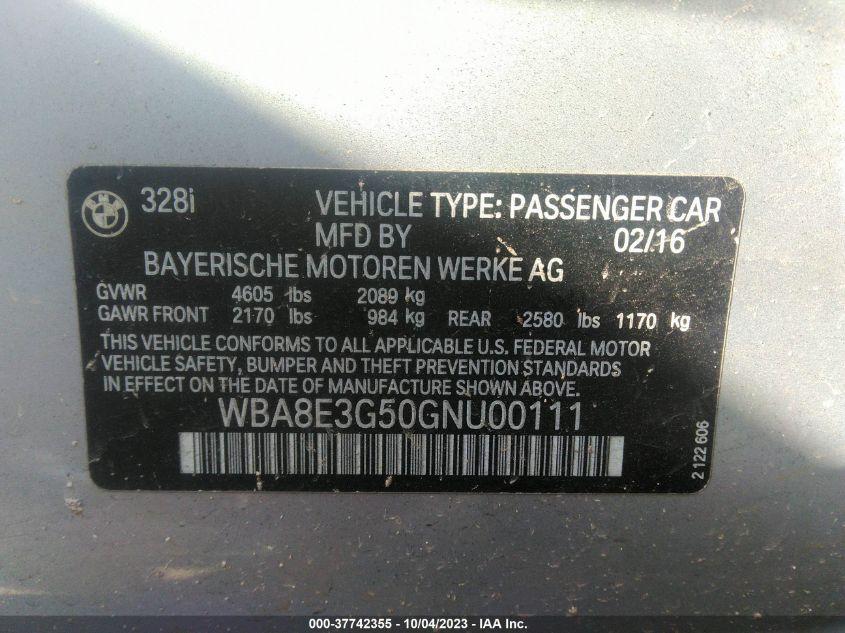 328i VEHICLE TYPE: PASSENGER CAR
MFD BY 02/16
BAYERISCHE MOTOREN WERKE AG
GVWR 4605 lbs 2089 kg
GAWR FRONT 2170 lbs 984 kg REAR 2580 lbs 1170 kg
THIS VEHICLE CONFORMS TO ALL APPLICABLE U.S. FEDERAL MOTOR
VEHICLE SAFETY, BUMPER AND THEFT PREVENTION STANDARDS
IN EFFECT ON THE DATE OF MANUFACTURE SHOWN ABOVE.
WBA8E3G50GNU00111
2 122 606
000-37742355 - 10/04/2023 - © IAA Inc.